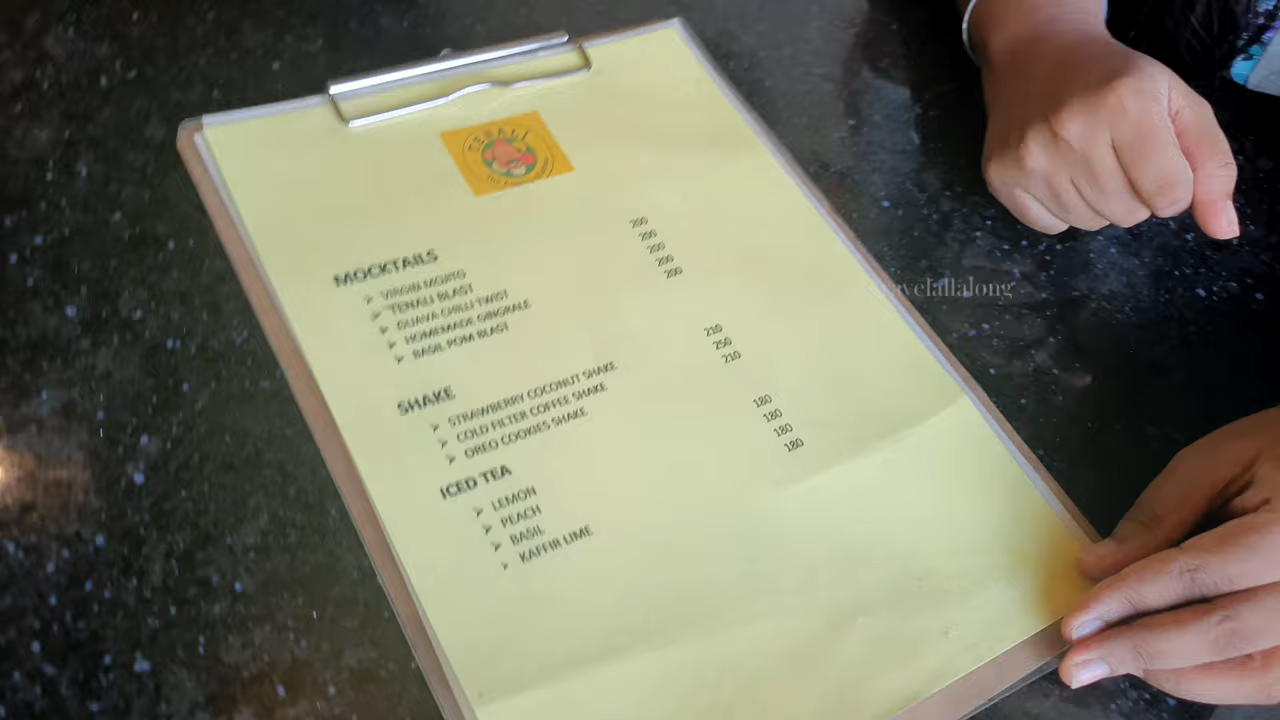 TENALI
MOCKTAILS
➢ VIRGIN MOJITO 200
➢ TENALI BLAST 200
➢ GUAVA CHILLI TWIST 200
➢ HOMEMADE GINGRALE 200
➢ BASIL POM BLAST 200
SHAKE
➢ STRAWBERRY COCONUT SHAKE 210
➢ COLD FILTER COFFEE SHAKE 250
➢ OREO COOKIES SHAKE 210
ICED TEA
➢ LEMON 180
➢ PEACH 180
➢ BASIL 180
➢ KAFFIR LIME 180